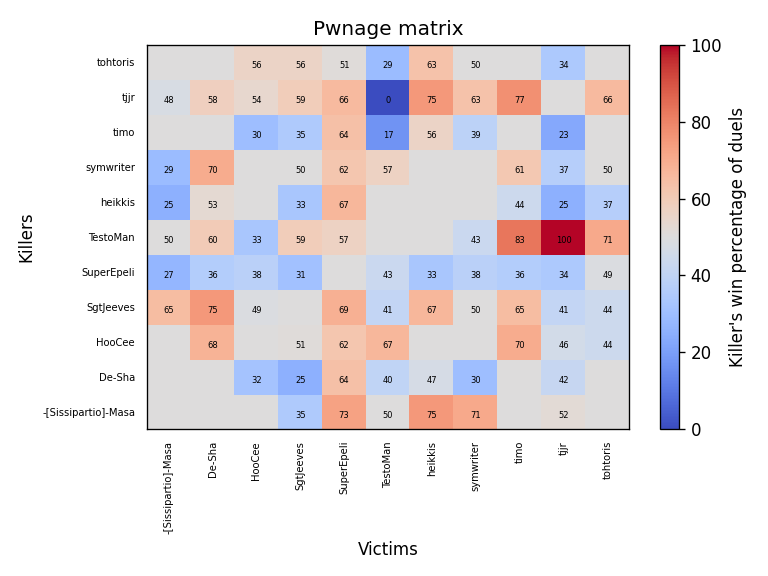 Pwnage matrix
Killers
tohtoris 56 56 51 29 63 50 34
tjjr 48 58 54 59 66 0 75 63 77 66
timo 30 35 64 17 56 39 23
symwriter 29 70 50 62 57 61 37 50
heikkis 25 53 33 67 44 25 37
TestoMan 50 60 33 59 57 43 83 100 71
SuperEpeli 27 36 38 31 43 33 38 36 34 49
SgtJeeves 65 75 49 69 41 67 50 65 41 44
HooCee 68 51 62 67 70 46 44
De-Sha 32 25 64 40 47 30 42
-[Sissipartio]-Masa 35 73 50 75 71 52
-[Sissipartio]-Masa De-Sha HooCee SgtJeeves SuperEpeli TestoMan heikkis symwriter timo tjjr tohtoris
Victims
100
80
60
40
20
0
Killer's win percentage of duels